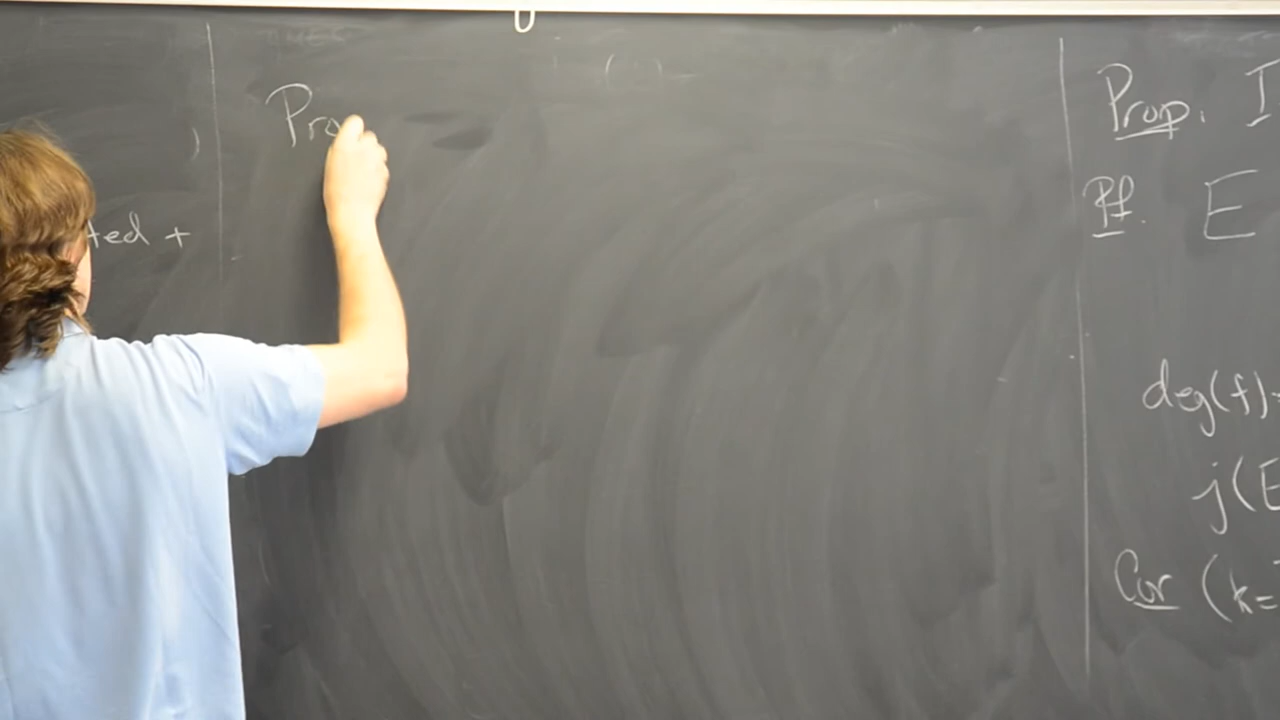 )
ted +
Pro
Prop. I
Pf. E
deg(f)
j(E
Cor (k=